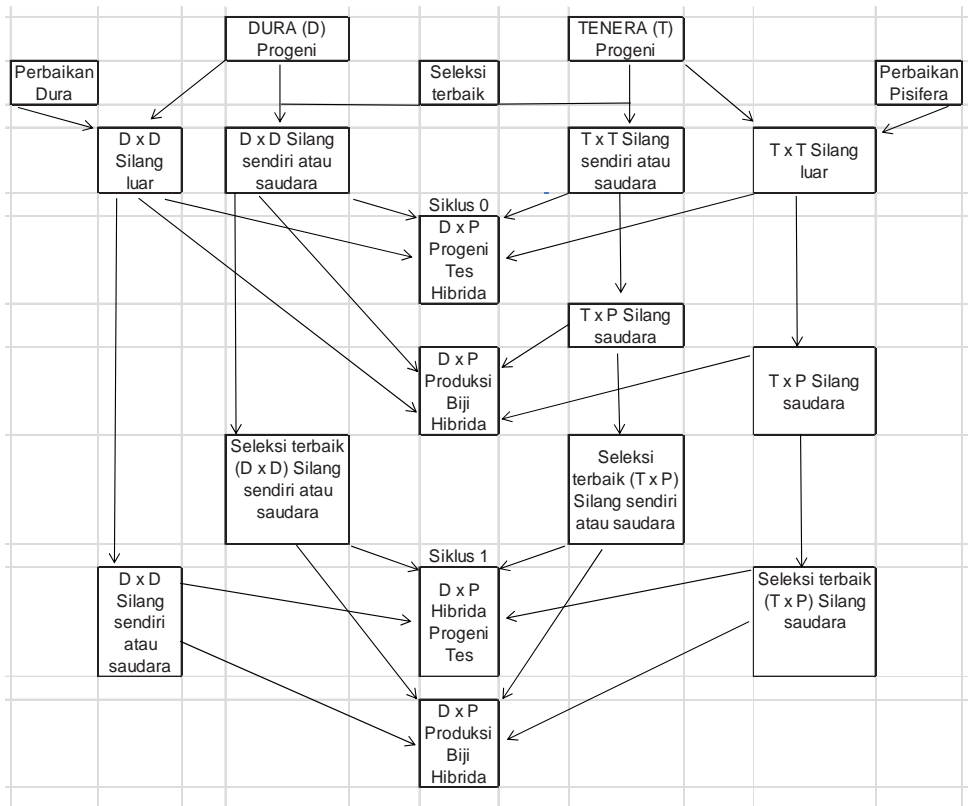 DURA (D)
Progeni
TENERA (T)
Progeni
Perbaikan
Dura
Seleksi
terbaik
Perbaikan
Pisifera
D x D
Silang
luar
D x D Silang
sendiri atau
saudara
T x T Silang
sendiri atau
saudara
T x T Silang
luar
Siklus 0
D x P
Progeni
Tes
Hibrida
T x P Silang
saudara
D x P
Produksi
Biji
Hibrida
T x P Silang
saudara
Seleksi terbaik
(D x D) Silang
sendiri atau
saudara
Seleksi
terbaik (T x P)
Silang sendiri
atau saudara
Siklus 1
D x D
Silang
sendiri
atau
saudara
D x P
Hibrida
Progeni
Tes
Seleksi terbaik
(T x P) Silang
saudara
D x P
Produksi
Biji
Hibrida